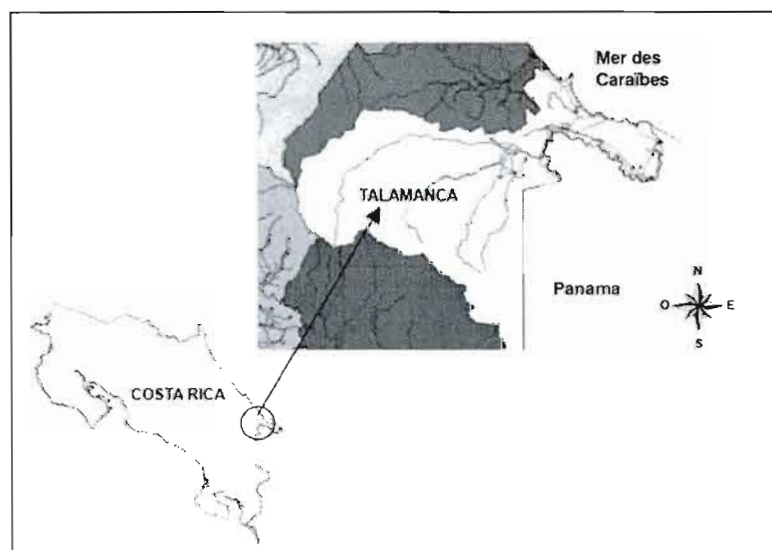 Mer des
Caraïbes
TALAMANCA
Panama
N
O
E
S
COSTA RICA